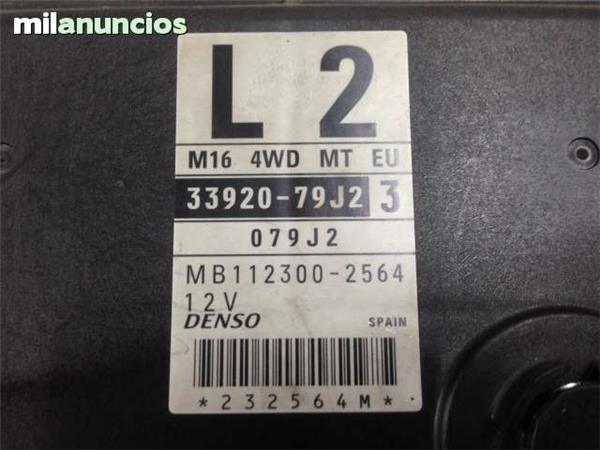 milanuncios
L 2
M16 4WD MT EU
33920-79J2 3
079J2
MB112300-2564
12V
DENSO SPAIN
*232564M*